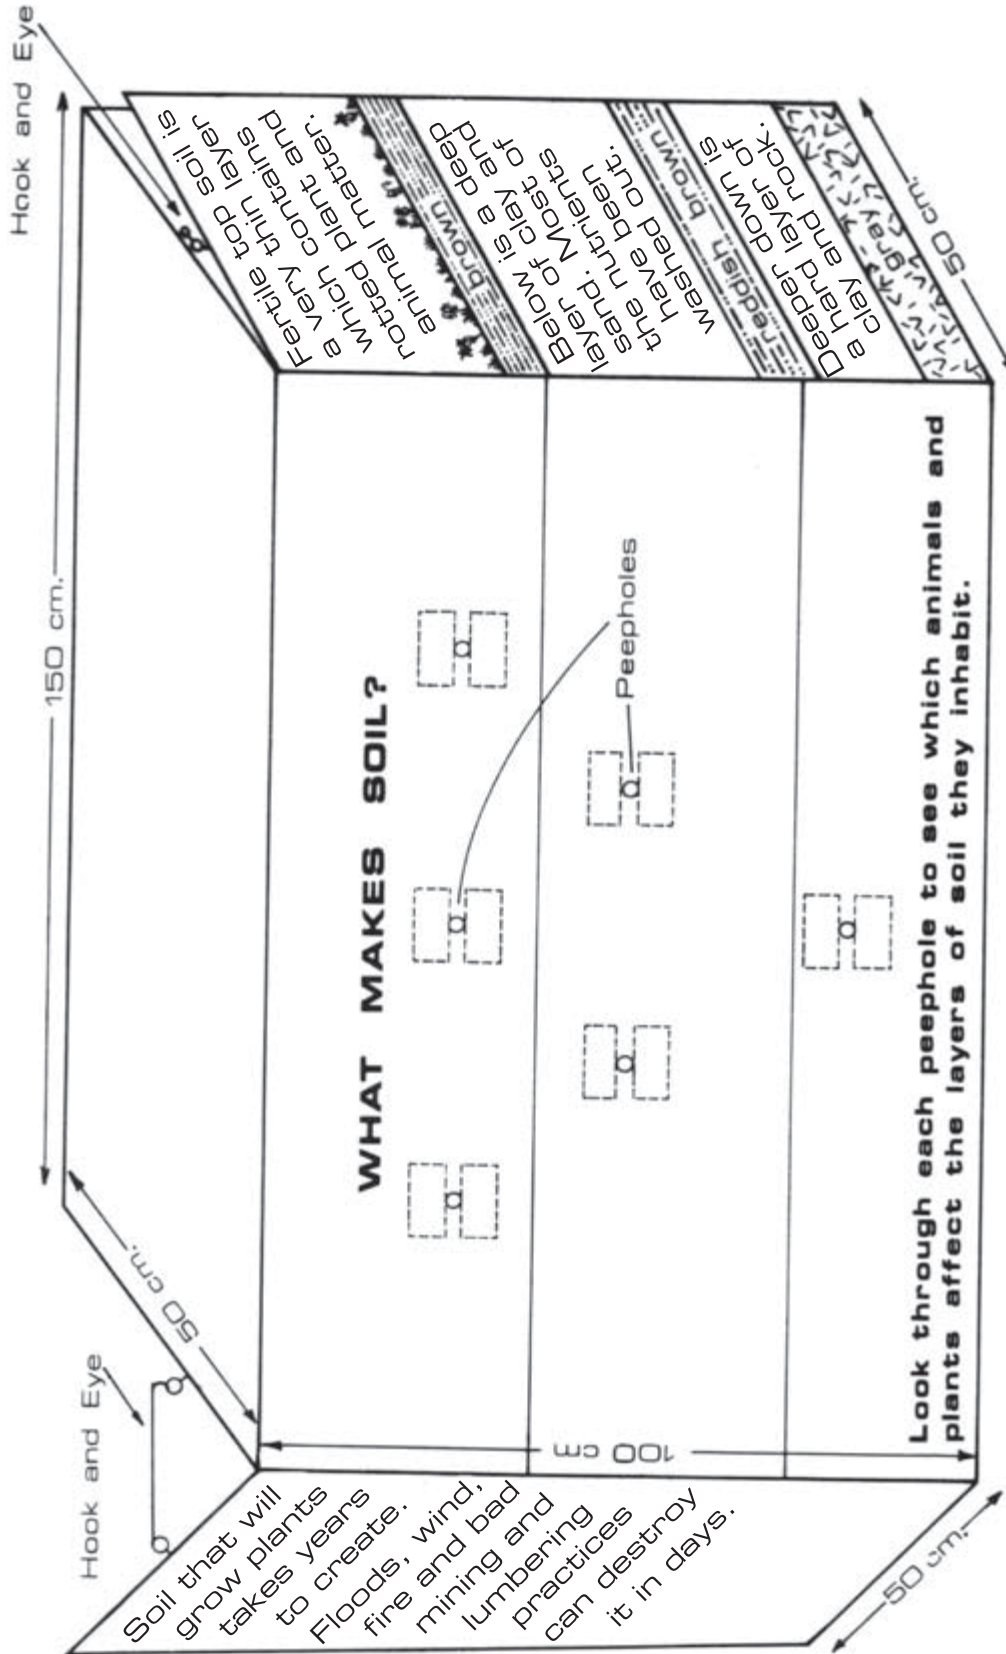 Hook and Eye
150 cm.
Hook and Eye
50 cm.
Soil that will
grow plants
takes years
to create.
Floods, wind,
fire and bad
mining and
lumbering
practices
can destroy
it in days.
50 cm.
100 cm
WHAT MAKES SOIL?
Peepholes
Look through each peephole to see which animals and
plants affect the layers of soil they inhabit.
Fertile top soil is
a very thin layer
which contains
rotted plant and
animal matter.
brown
Below is a deep
layer of clay and
sand. Most of
the nutrients
have been
washed out.
reddish brown
Deeper down is
a hard layer of
clay and rock.
gray
50 cm.